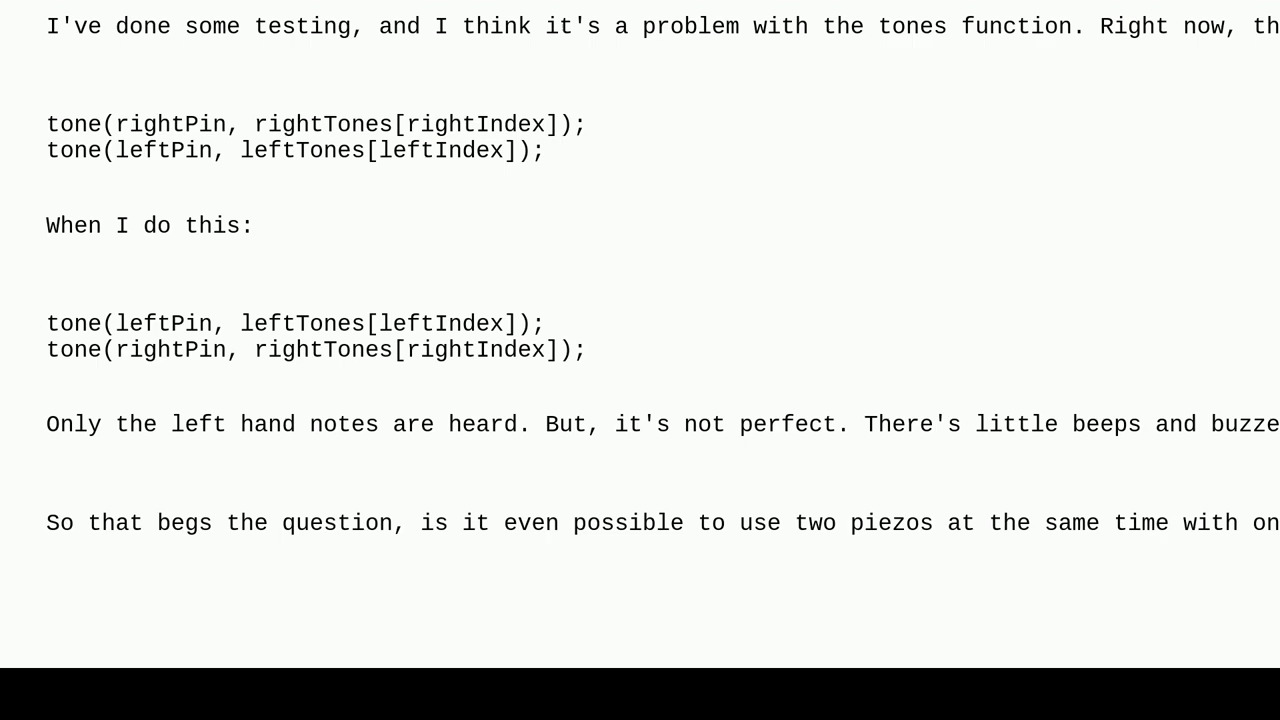 I've done some testing, and I think it's a problem with the tones function. Right now, th
tone(rightPin, rightTones[rightIndex]);
tone(leftPin, leftTones[leftIndex]);
When I do this:
tone(leftPin, leftTones[leftIndex]);
tone(rightPin, rightTones[rightIndex]);
Only the left hand notes are heard. But, it's not perfect. There's little beeps and buzze
So that begs the question, is it even possible to use two piezos at the same time with on